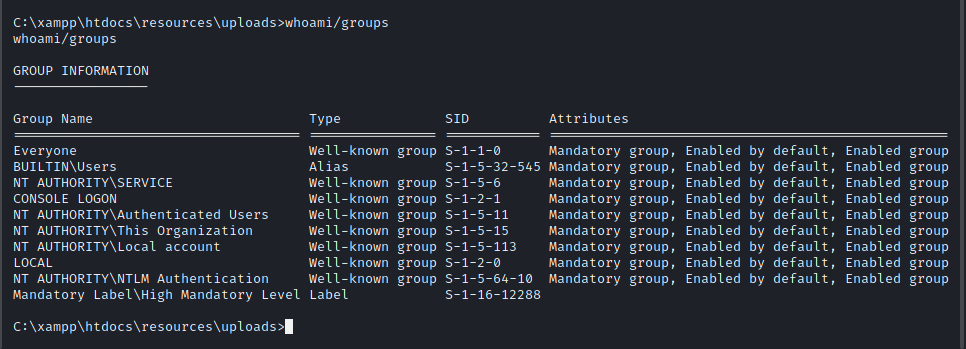 C:\xampp\htdocs\resources\uploads>whoami/groups
whoami/groups
GROUP INFORMATION
-----------------
Group Name Type SID Attributes
==================================== ================ ============ ==================================================
Everyone Well-known group S-1-1-0 Mandatory group, Enabled by default, Enabled group
BUILTIN\Users Alias S-1-5-32-545 Mandatory group, Enabled by default, Enabled group
NT AUTHORITY\SERVICE Well-known group S-1-5-6 Mandatory group, Enabled by default, Enabled group
CONSOLE LOGON Well-known group S-1-2-1 Mandatory group, Enabled by default, Enabled group
NT AUTHORITY\Authenticated Users Well-known group S-1-5-11 Mandatory group, Enabled by default, Enabled group
NT AUTHORITY\This Organization Well-known group S-1-5-15 Mandatory group, Enabled by default, Enabled group
NT AUTHORITY\Local account Well-known group S-1-5-113 Mandatory group, Enabled by default, Enabled group
LOCAL Well-known group S-1-2-0 Mandatory group, Enabled by default, Enabled group
NT AUTHORITY\NTLM Authentication Well-known group S-1-5-64-10 Mandatory group, Enabled by default, Enabled group
Mandatory Label\High Mandatory Level Label S-1-16-12288
C:\xampp\htdocs\resources\uploads>